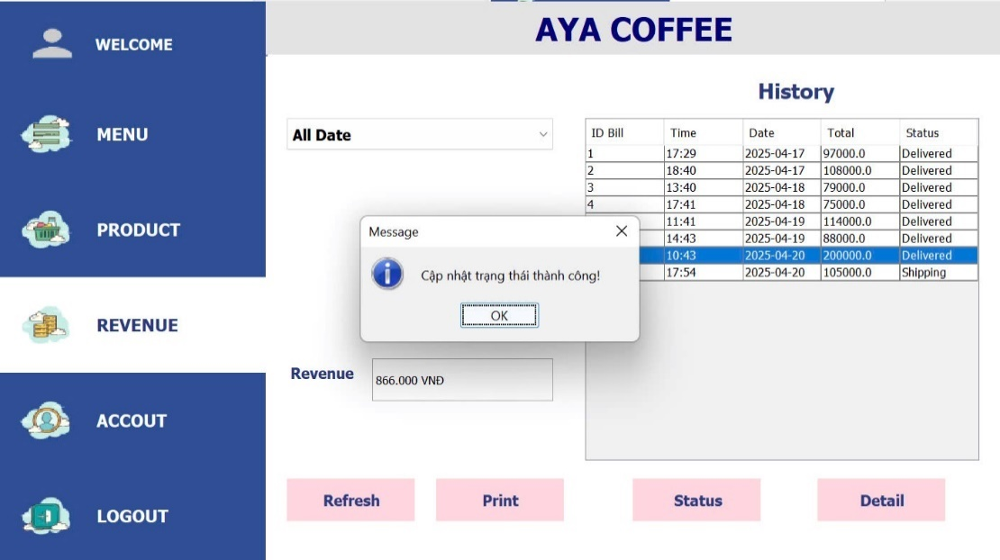 WELCOME
MENU
PRODUCT
REVENUE
ACCOUT
LOGOUT
AYA COFFEE
All Date
History
ID Bill Time Date Total Status
1 17:29 2025-04-17 97000.0 Delivered
2 18:40 2025-04-17 108000.0 Delivered
3 13:40 2025-04-18 79000.0 Delivered
4 17:41 2025-04-18 75000.0 Delivered
11:41 2025-04-19 114000.0 Delivered
14:43 2025-04-19 88000.0 Delivered
10:43 2025-04-20 200000.0 Delivered
17:54 2025-04-20 105000.0 Shipping
Message
Cập nhật trạng thái thành công!
OK
Revenue 866.000 VNĐ
Refresh Print Status Detail